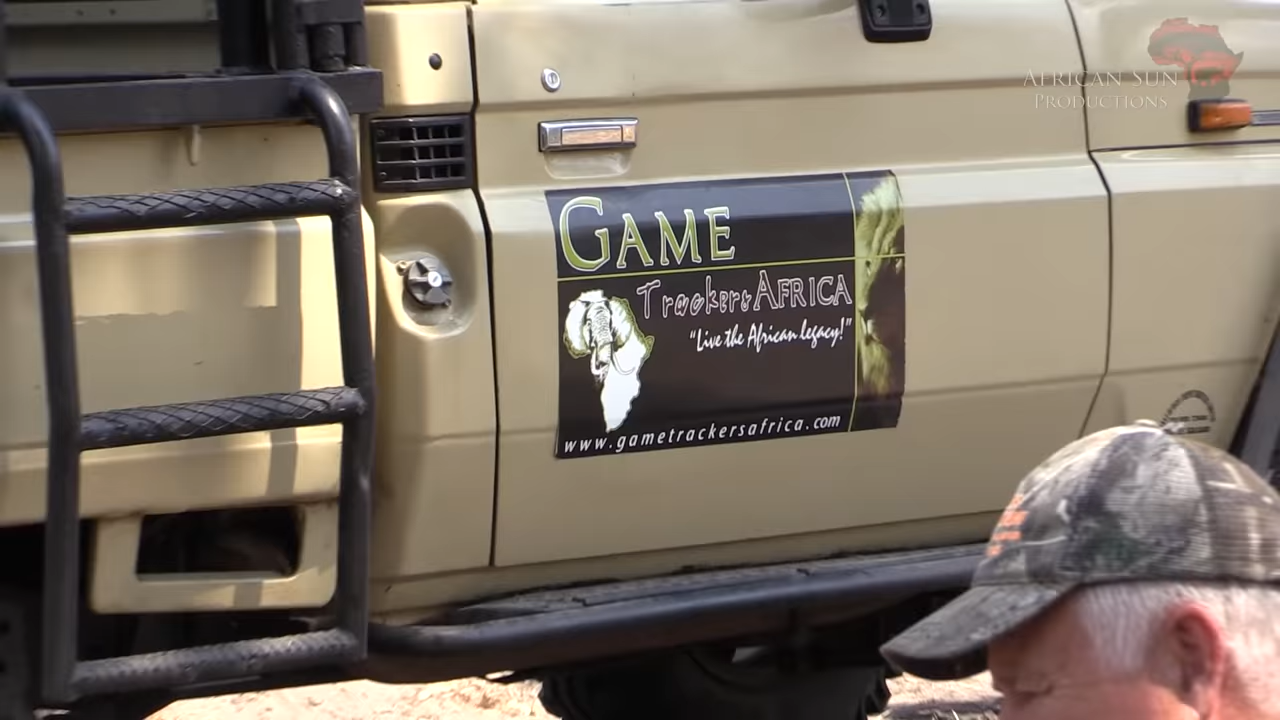 AFRICAN SUN
PRODUCTIONS
GAME
TrackersAFRICA
“Live the African legacy!”
www.gametrackersafrica.com